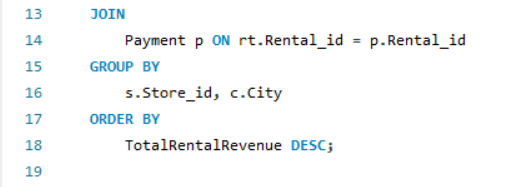 13 JOIN
14 Payment p ON rt.Rental_id = p.Rental_id
15 GROUP BY
16 s.Store_id, c.City
17 ORDER BY
18 TotalRentalRevenue DESC;
19